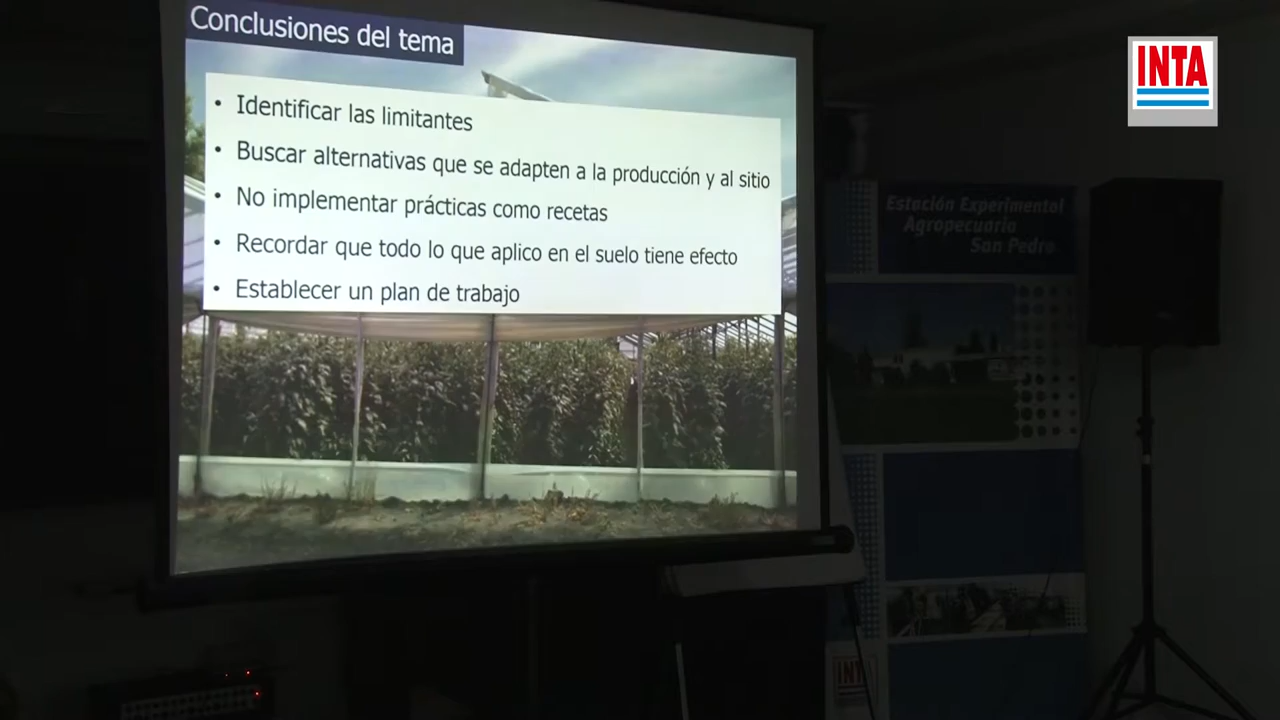 Conclusiones del tema
• Identificar las limitantes
• Buscar alternativas que se adapten a la producción y al sitio
• No implementar prácticas como recetas
• Recordar que todo lo que aplico en el suelo tiene efecto
• Establecer un plan de trabajo
INTA
Estación Experimental
Agropecuaria
San Pedro
INTA